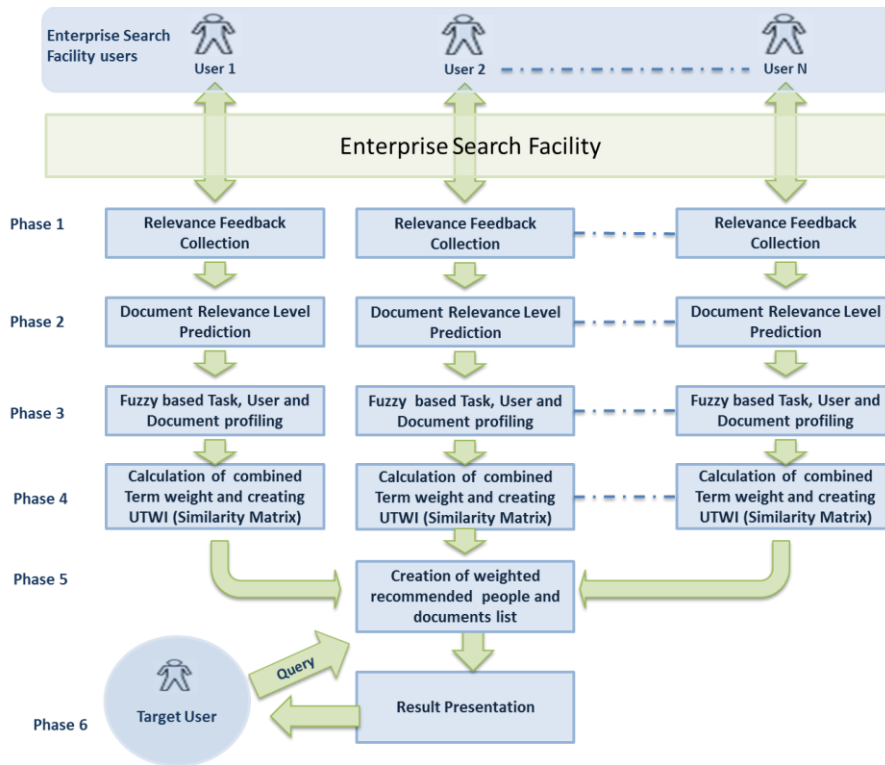 Enterprise Search
Facility users
User 1
User 2
User N
Enterprise Search Facility
Phase 1
Relevance Feedback
Collection
Relevance Feedback
Collection
Relevance Feedback
Collection
Phase 2
Document Relevance Level
Prediction
Document Relevance Level
Prediction
Document Relevance Level
Prediction
Phase 3
Fuzzy based Task, User and
Document profiling
Fuzzy based Task, User and
Document profiling
Fuzzy based Task, User and
Document profiling
Phase 4
Calculation of combined
Term weight and creating
UTWI (Similarity Matrix)
Calculation of combined
Term weight and creating
UTWI (Similarity Matrix)
Calculation of combined
Term weight and creating
UTWI (Similarity Matrix)
Phase 5
Creation of weighted
recommended people and
documents list
Query
Target User
Phase 6
Result Presentation